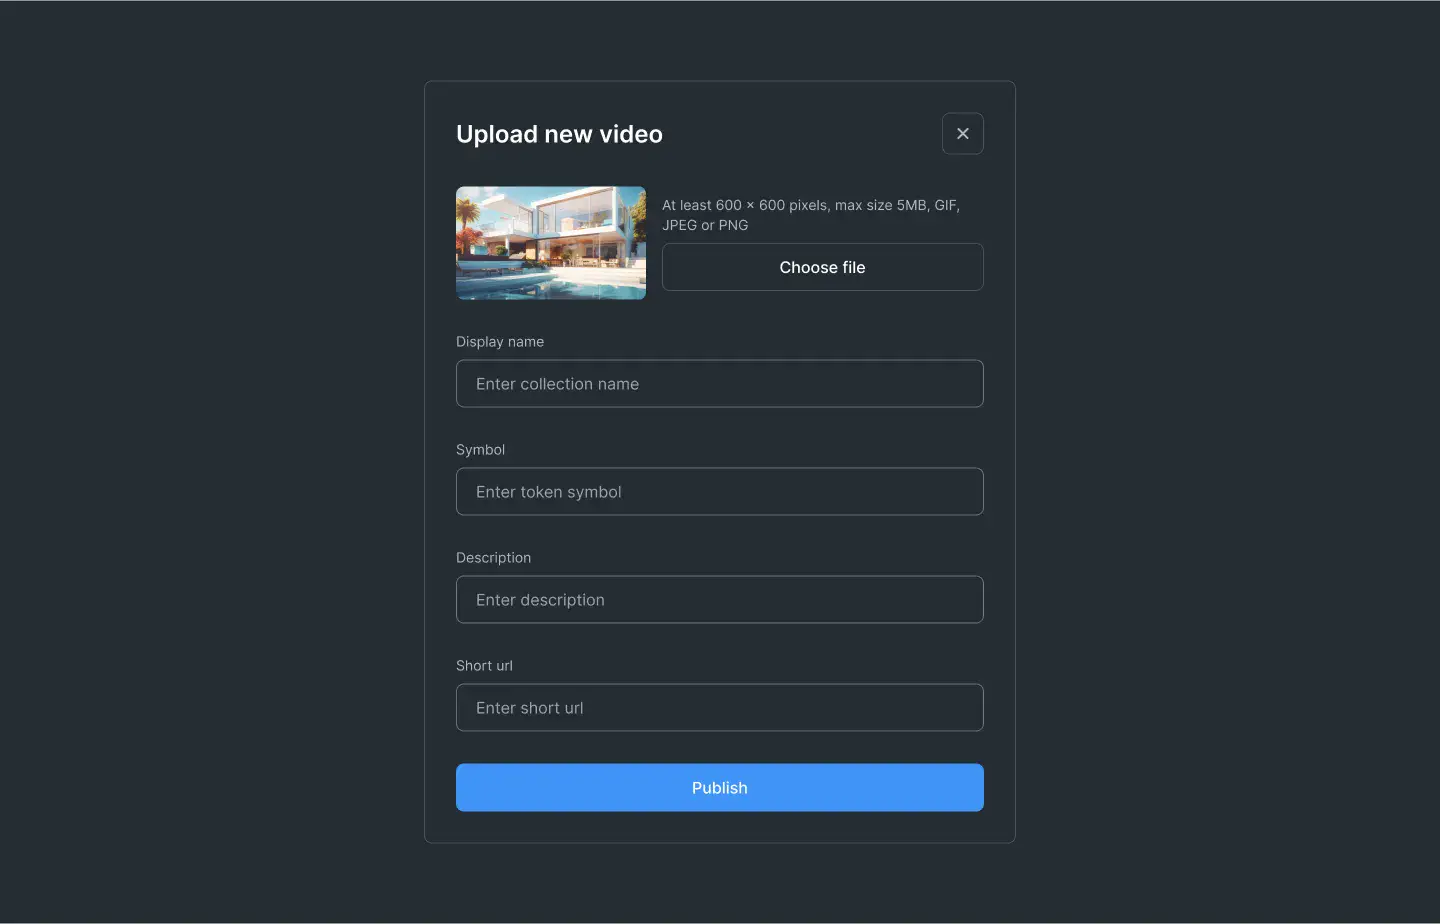 Upload new video
At least 600 × 600 pixels, max size 5MB, GIF,
JPEG or PNG
Choose file
Display name
Enter collection name
Symbol
Enter token symbol
Description
Enter description
Short url
Enter short url
Publish